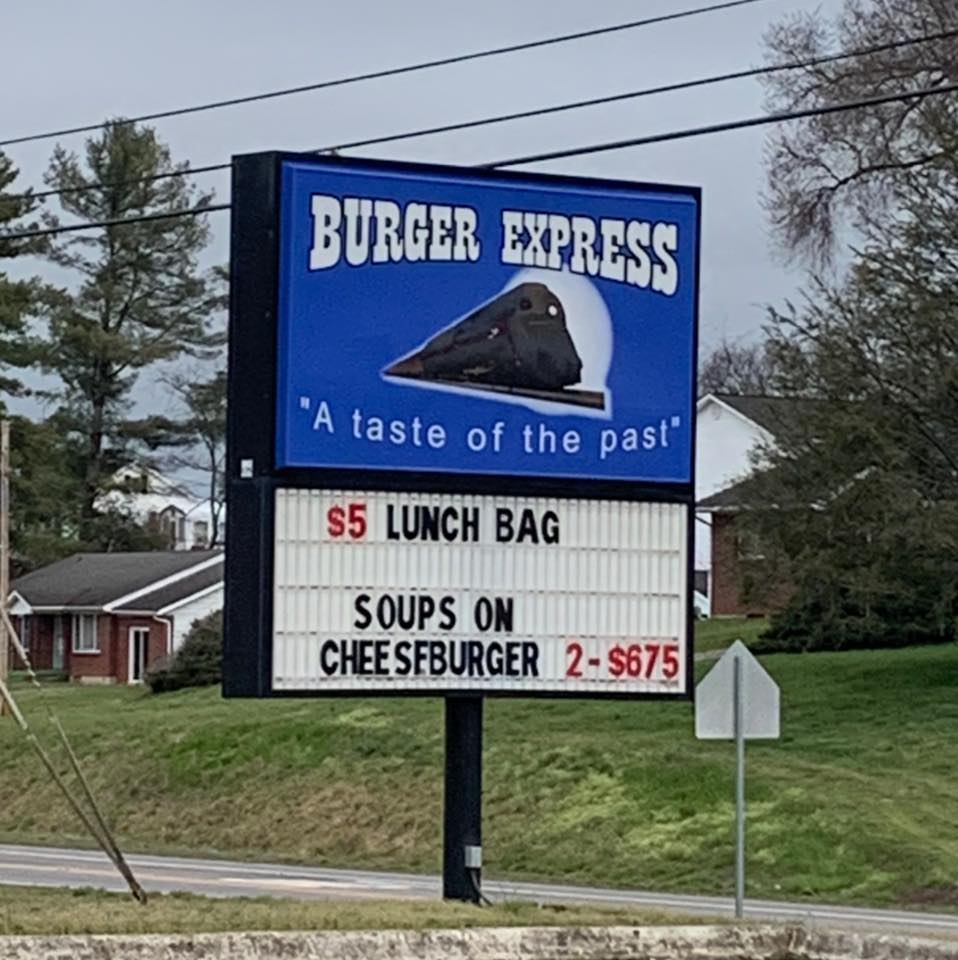 BURGER EXPRESS
"A taste of the past"
$5 LUNCH BAG
SOUPS ON
CHEESFBURGER 2-$675